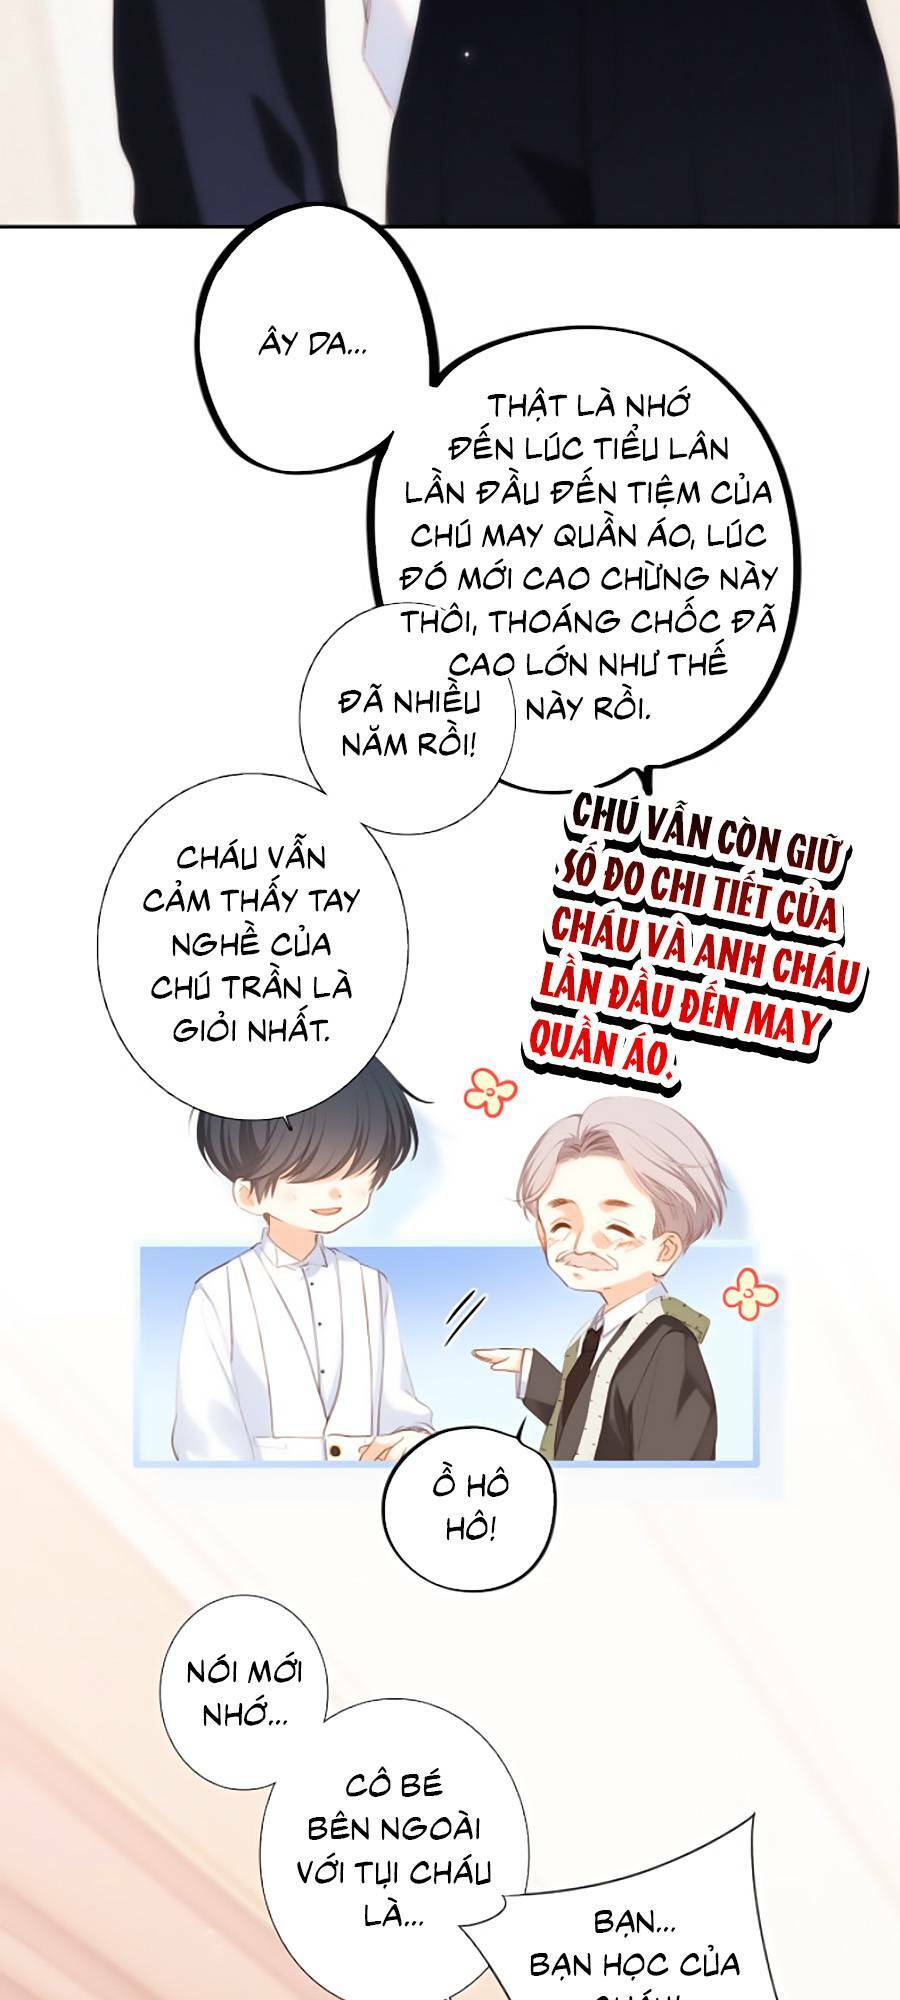 ÂY DA...
THẬT LÀ NHỚ
ĐẾN LÚC TIỂU LÂN
LẦN ĐẦU ĐẾN TIỆM CỦA
CHÚ MAY QUẦN ÁO, LÚC
ĐÓ MỚI CAO CHỪNG NÀY
THÔI, THOÁNG CHỐC ĐÃ
CAO LỚN NHƯ THẾ
NÀY RỒI.
ĐÃ NHIỀU
NĂM RỒI!
CHÁU VẪN
CẢM THẤY TAY
NGHỀ CỦA
CHÚ TRẦN LÀ
GIỎI NHẤT.
CHÚ VẪN CÒN GIỮ
SỐ ĐO CHI TIẾT CỦA
CHÁU VÀ ANH CHÁU
LẦN ĐẦU ĐẾN MAY
QUẦN ÁO.
Ồ HÔ
HÔ!
NÓI MỚI
NHỚ...
CÔ BÉ
BÊN NGOÀI
VỚI TỤI CHÁU
LÀ...
BẠN...
BẠN HỌC CỦA